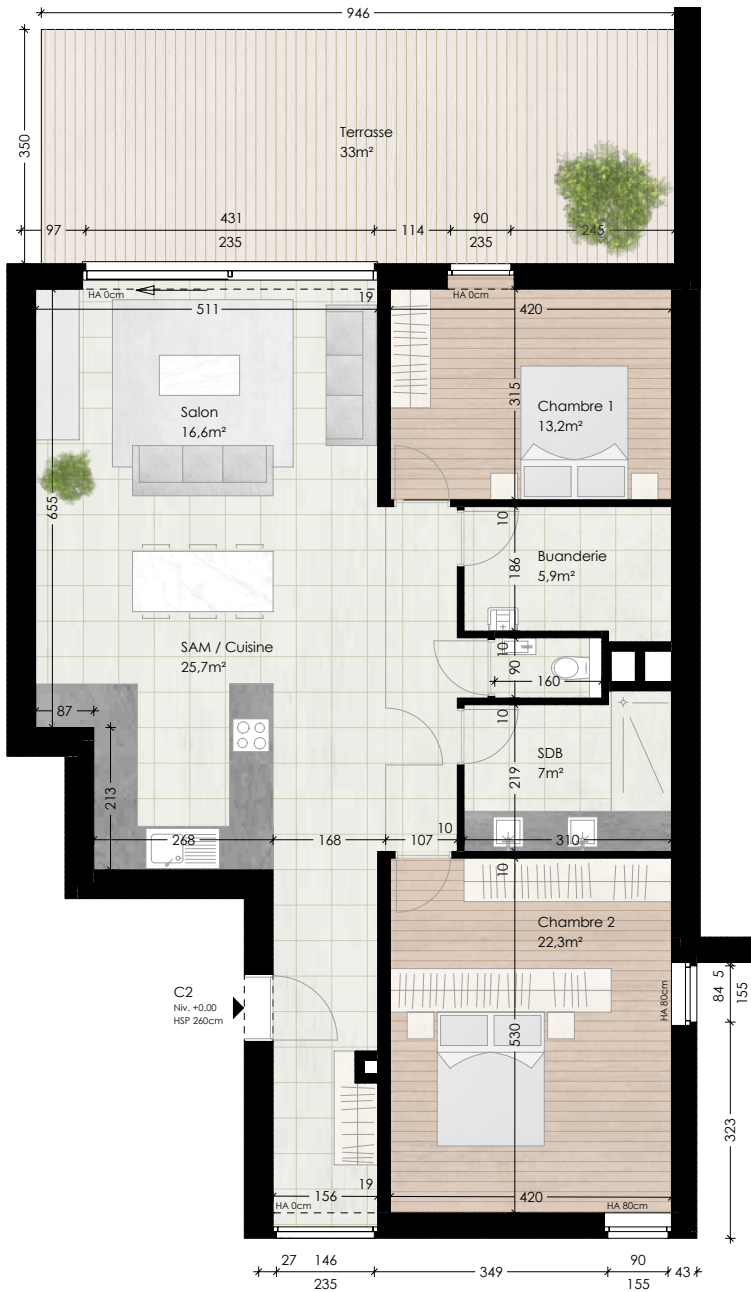 946
350
Terrasse
33m²
97
431
235
114
90
235
245
HA 0cm
19
HA 0cm
511
420
Salon
16,6m²
315
Chambre 1
13,2m²
655
10
186
Buanderie
5,9m²
SAM / Cuisine
25,7m²
10
90
160
87
10
219
SDB
7m²
213
268
168
107
10
310
10
Chambre 2
22,3m²
C2
Niv. +0.00
HSP 260cm
530
HA 80cm
84
5
155
323
156
19
420
HA 0cm
HA 80cm
27
146
235
349
90
155
43